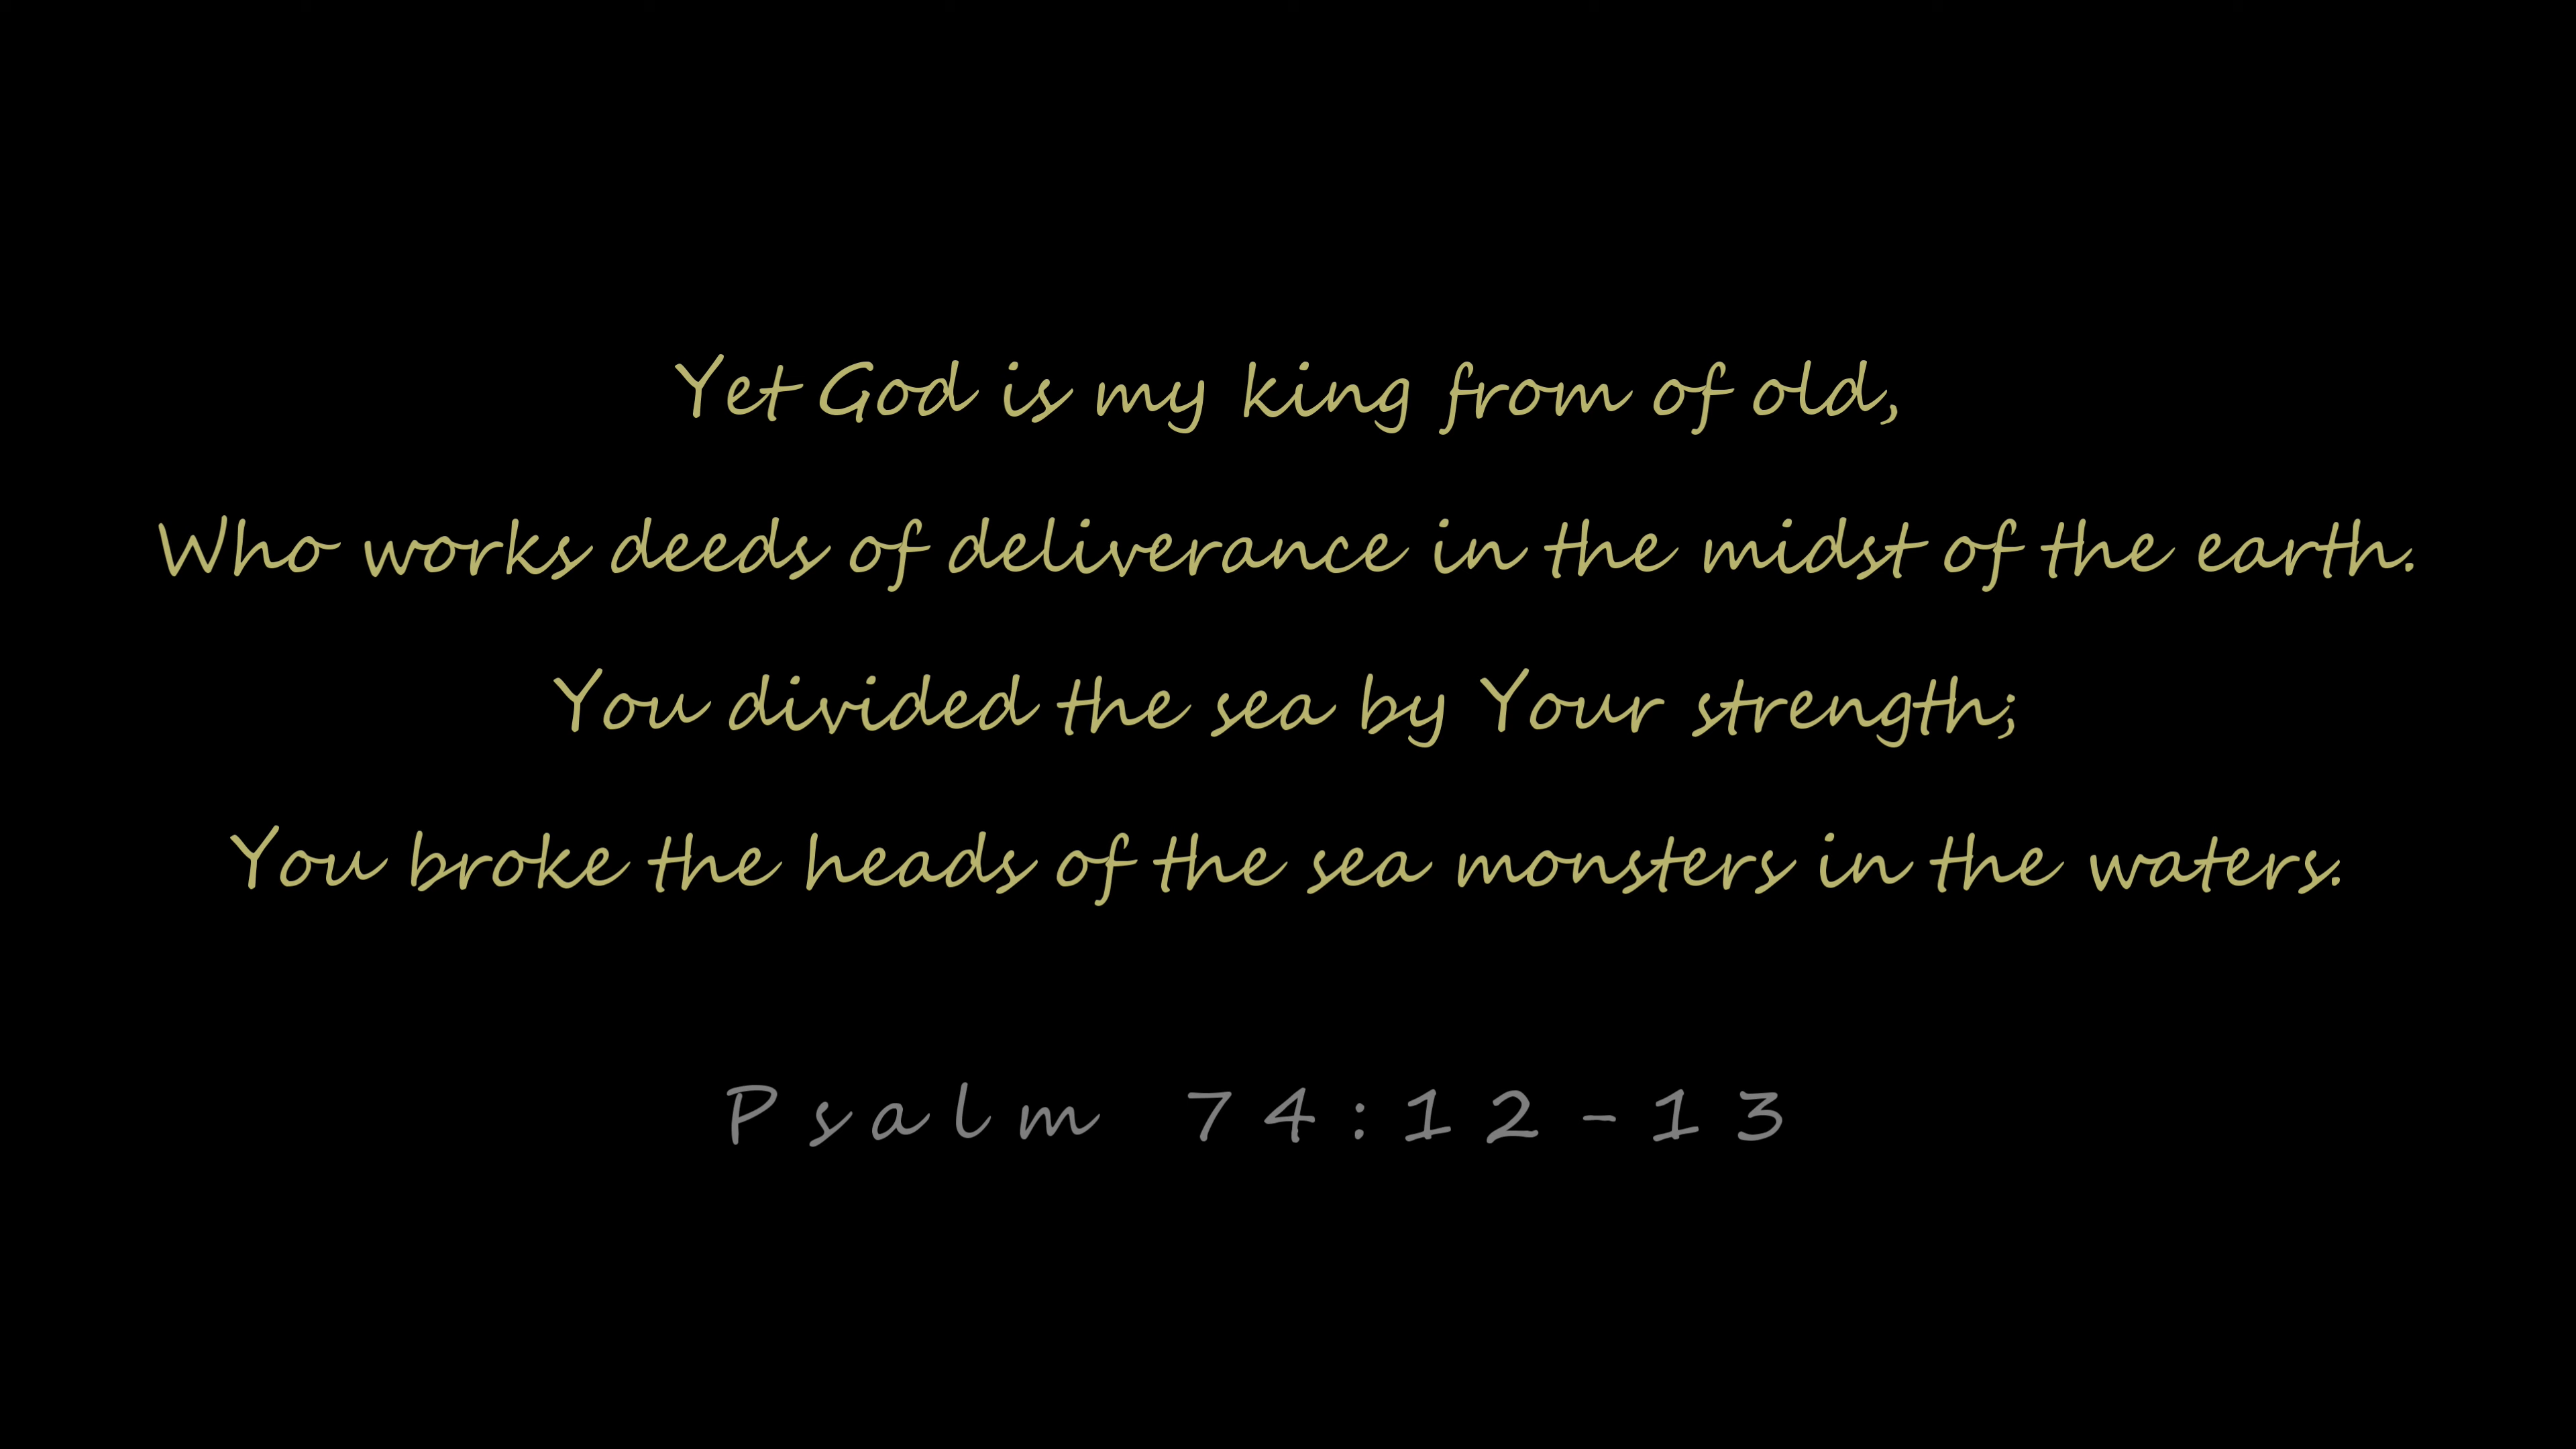 Yet God is my king from of old,
Who works deeds of deliverance in the midst of the earth.
You divided the sea by Your strength;
You broke the heads of the sea monsters in the waters.
Psalm 74:12-13